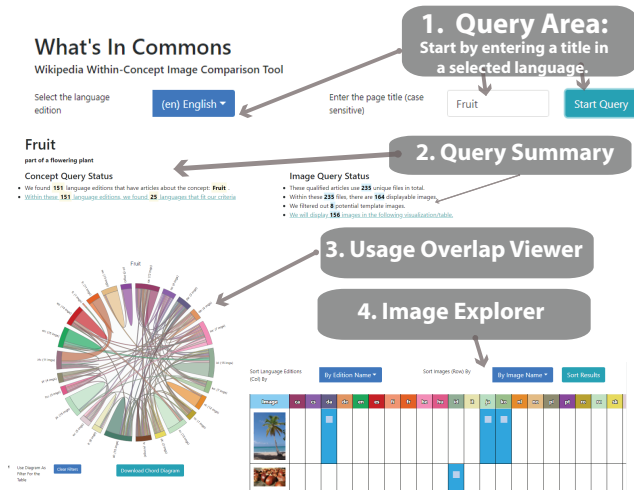 1. Query Area:
Start by entering a title in
a selected language.
What's In Commons
Wikipedia Within-Concept Image Comparison Tool
Select the language
edition
(en) English
Enter the page title (case
sensitive)
Fruit
Start Query
Fruit
part of a flowering plant
2. Query Summary
Concept Query Status
We found 151 language editions that have articles about the concept: Fruit.
Within these 151 language editions, we found 25 languages that fit our criteria
Image Query Status
These qualified articles use 235 unique files in total.
Within these 235 files, there are 164 displayable images.
We filtered out 8 potential template images.
We will display 156 images in the following visualization/table.
3. Usage Overlap Viewer
Fruit
4. Image Explorer
Sort Language Editions
(Col) By
By Edition Name
Sort Images (Row) By
By Image Name
Sort Results
Image
Use Diagram As
Filter For the
Table
Clear Filters
Download Chord Diagram